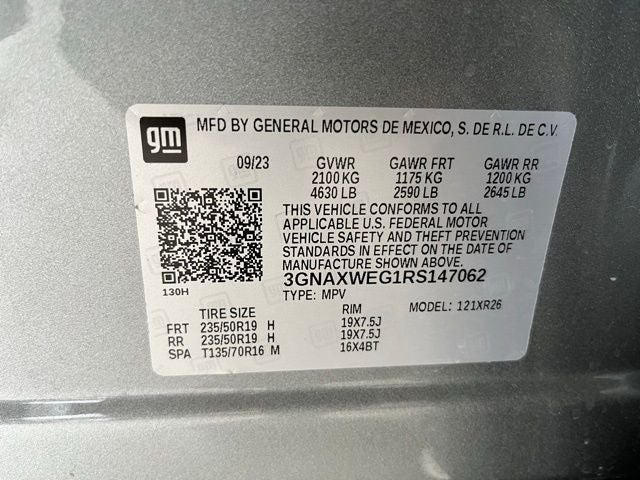 gm
MFD BY GENERAL MOTORS DE MEXICO, S. DE R.L. DE C.V.
09/23 GVWR GAWR FRT GAWR RR
2100 KG 1175 KG 1200 KG
4630 LB 2590 LB 2645 LB
THIS VEHICLE CONFORMS TO ALL
APPLICABLE U.S. FEDERAL MOTOR
VEHICLE SAFETY AND THEFT PREVENTION
STANDARDS IN EFFECT ON THE DATE OF
MANUFACTURE SHOWN ABOVE.
3GNAXWEG1RS147062
130H
TYPE: MPV MODEL: 121XR26
TIRE SIZE RIM
FRT 235/50R19 H 19X7.5J
RR 235/50R19 H 19X7.5J
SPA T135/70R16 M 16X4BT